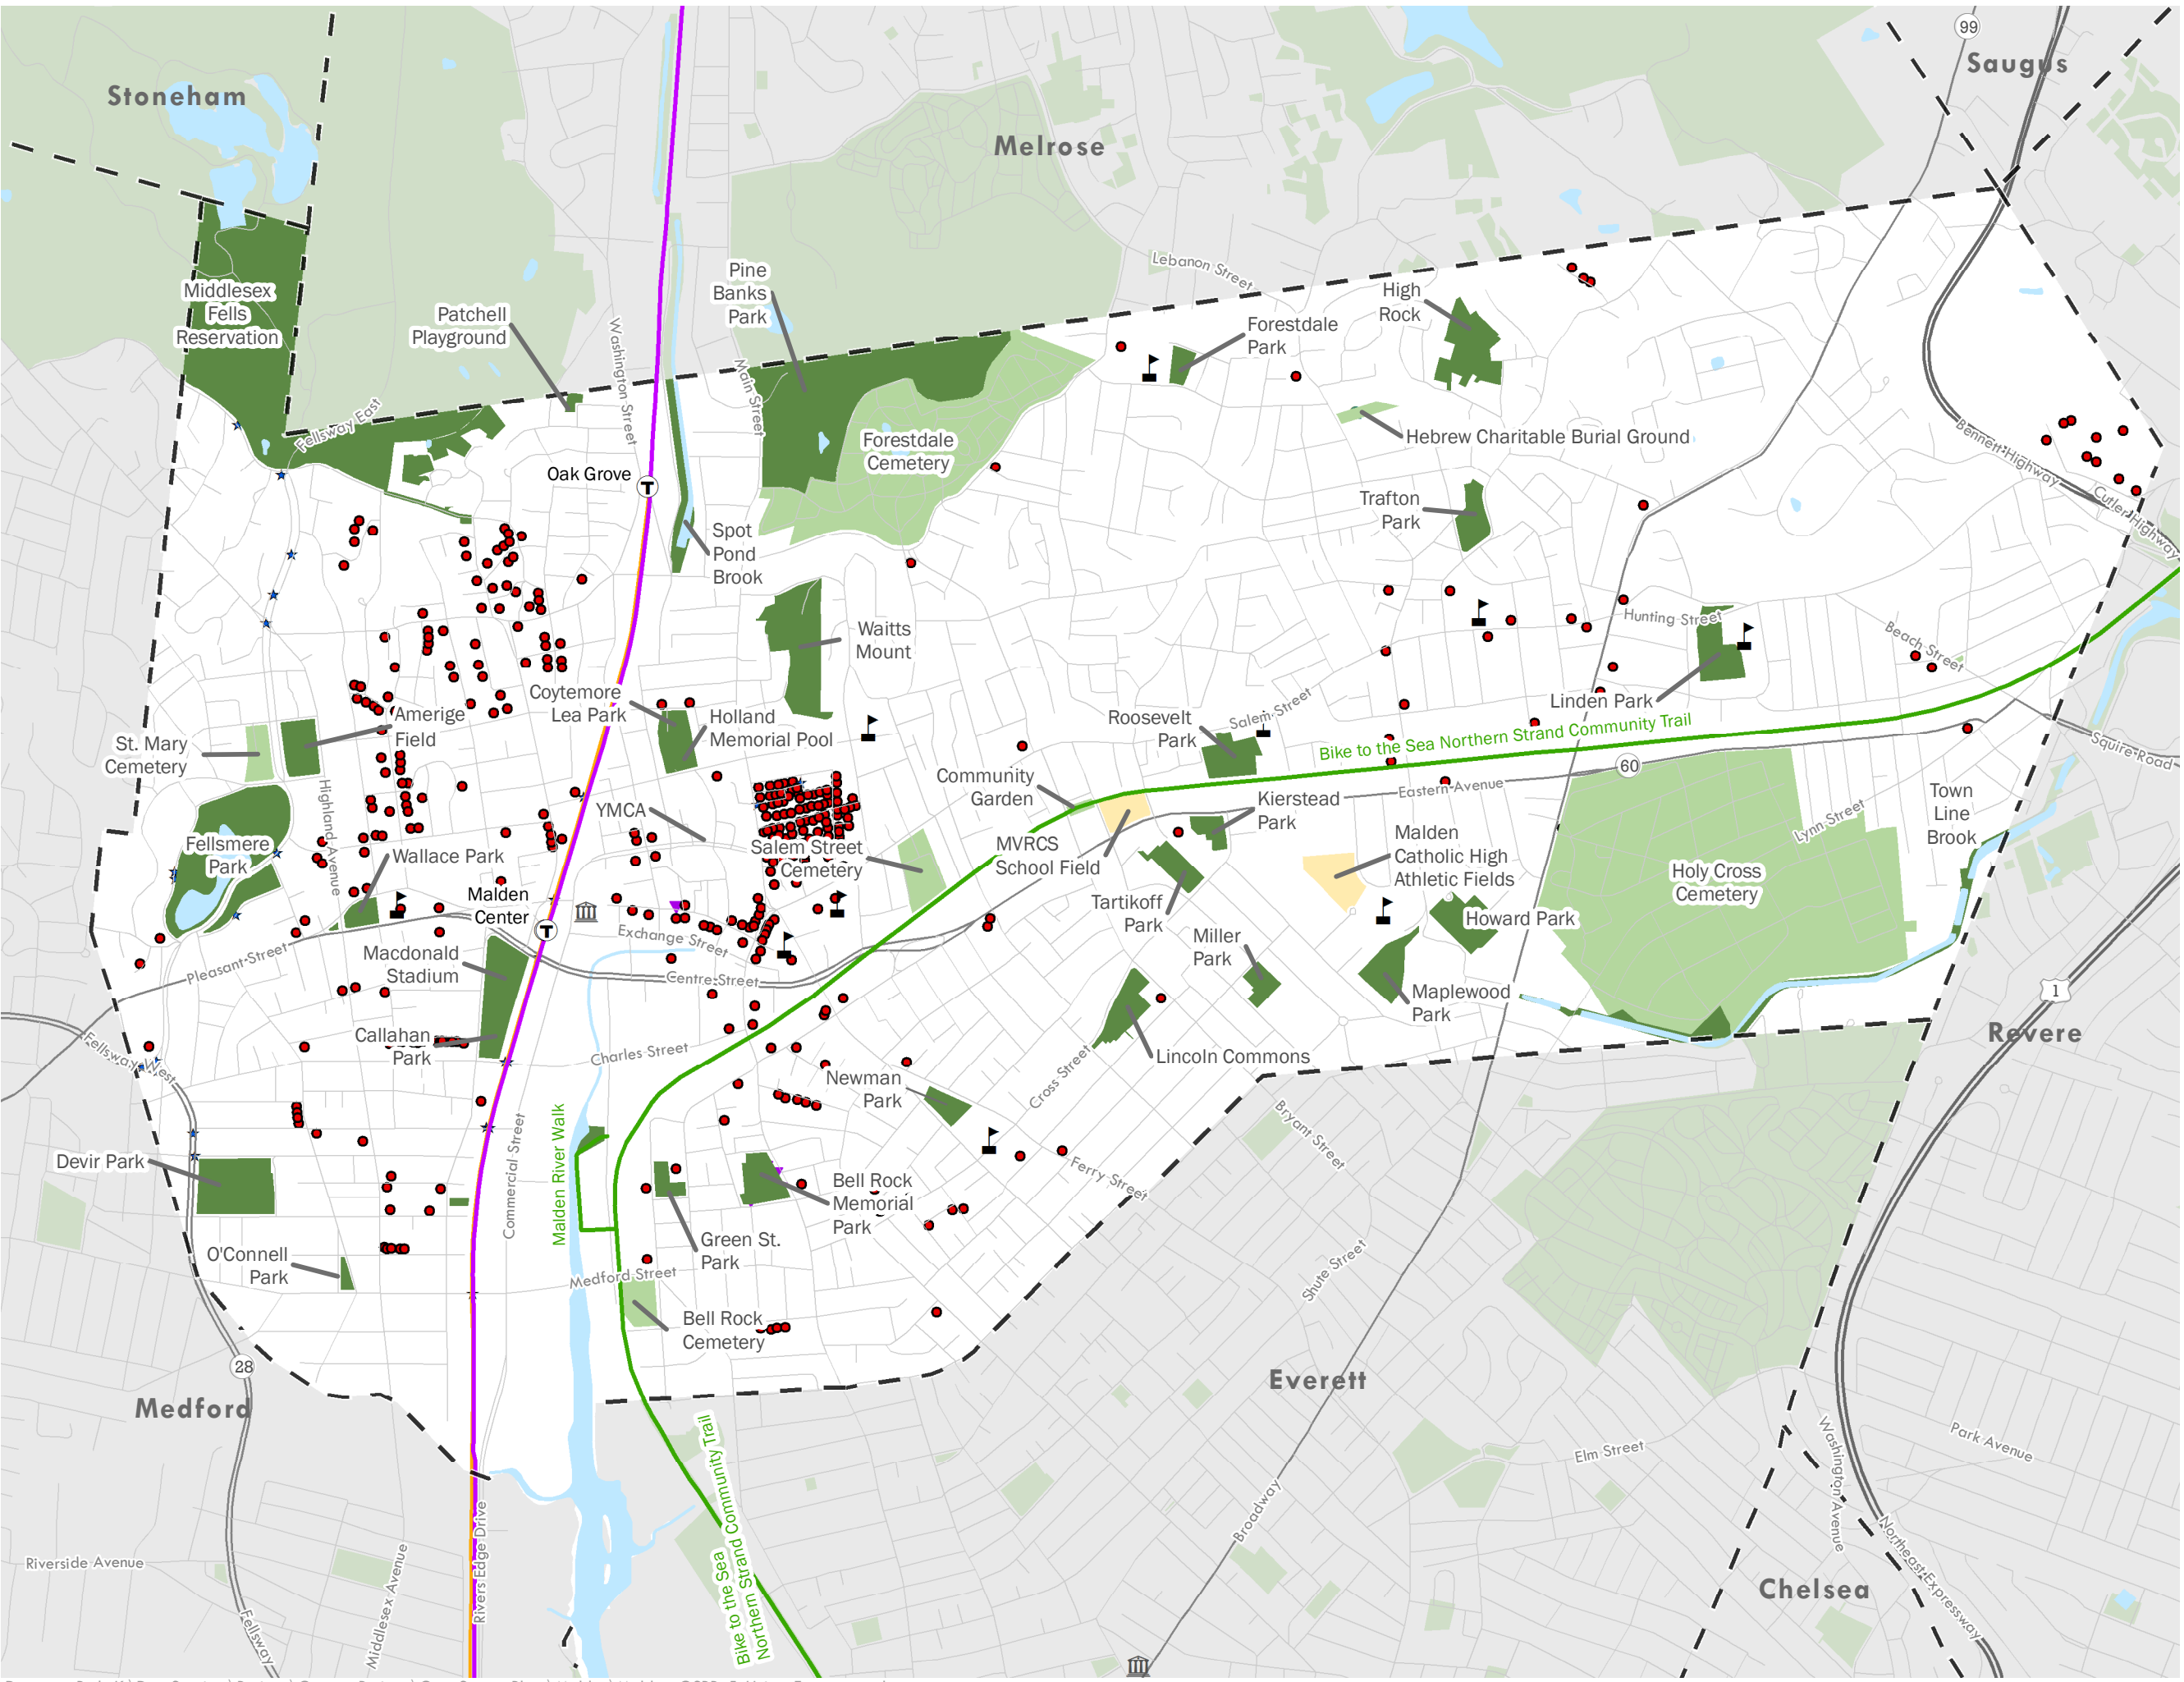 99
Saugus
Stoneham
Melrose
Lebanon Street
Pine
Banks
Park
Middlesex
Fells
Reservation
High
Rock
Patchell
Playground
Washington Street
Forestdale
Park
Main Street
Fellsway East
Forestdale
Cemetery
Hebrew Charitable Burial Ground
Bennett Highway
Oak Grove
T
Cutler Highway
Trafton
Park
Spot
Pond
Brook
Hunting Street
Waitts
Mount
Beach Street
Coytemore
Lea Park
Linden Park
Amerige
Field
Holland
Memorial Pool
Roosevelt
Park
Salem Street
Bike to the Sea Northern Strand Community Trail
St. Mary
Cemetery
Squire Road
60
Community
Garden
Eastern Avenue
Highland Avenue
YMCA
Kierstead
Park
Town
Line
Brook
Lynn Street
Fellsmere
Park
Wallace Park
Salem Street
Cemetery
MVRCS
School Field
Malden
Catholic High
Athletic Fields
Holy Cross
Cemetery
Malden
Center
T
Tartikoff
Park
Howard Park
Exchange Street
Pleasant Street
Macdonald
Stadium
Centre Street
Miller
Park
Maplewood
Park
1
Revere
Callahan
Park
Fellsway West
Charles Street
Lincoln Commons
Cross Street
Newman
Park
Malden River Walk
Commercial Street
Bryant Street
Devir Park
Ferry Street
Bell Rock
Memorial
Park
Green St.
Park
O'Connell
Park
Medford Street
Shute Street
Bell Rock
Cemetery
28
Everett
Medford
Bike to the Sea
Northern Strand Community Trail
Washington Avenue
Park Avenue
Elm Street
Broadway
Rivers Edge Drive
Riverside Avenue
Middlesex Avenue
Fellsway
Northeast Expressway
Chelsea